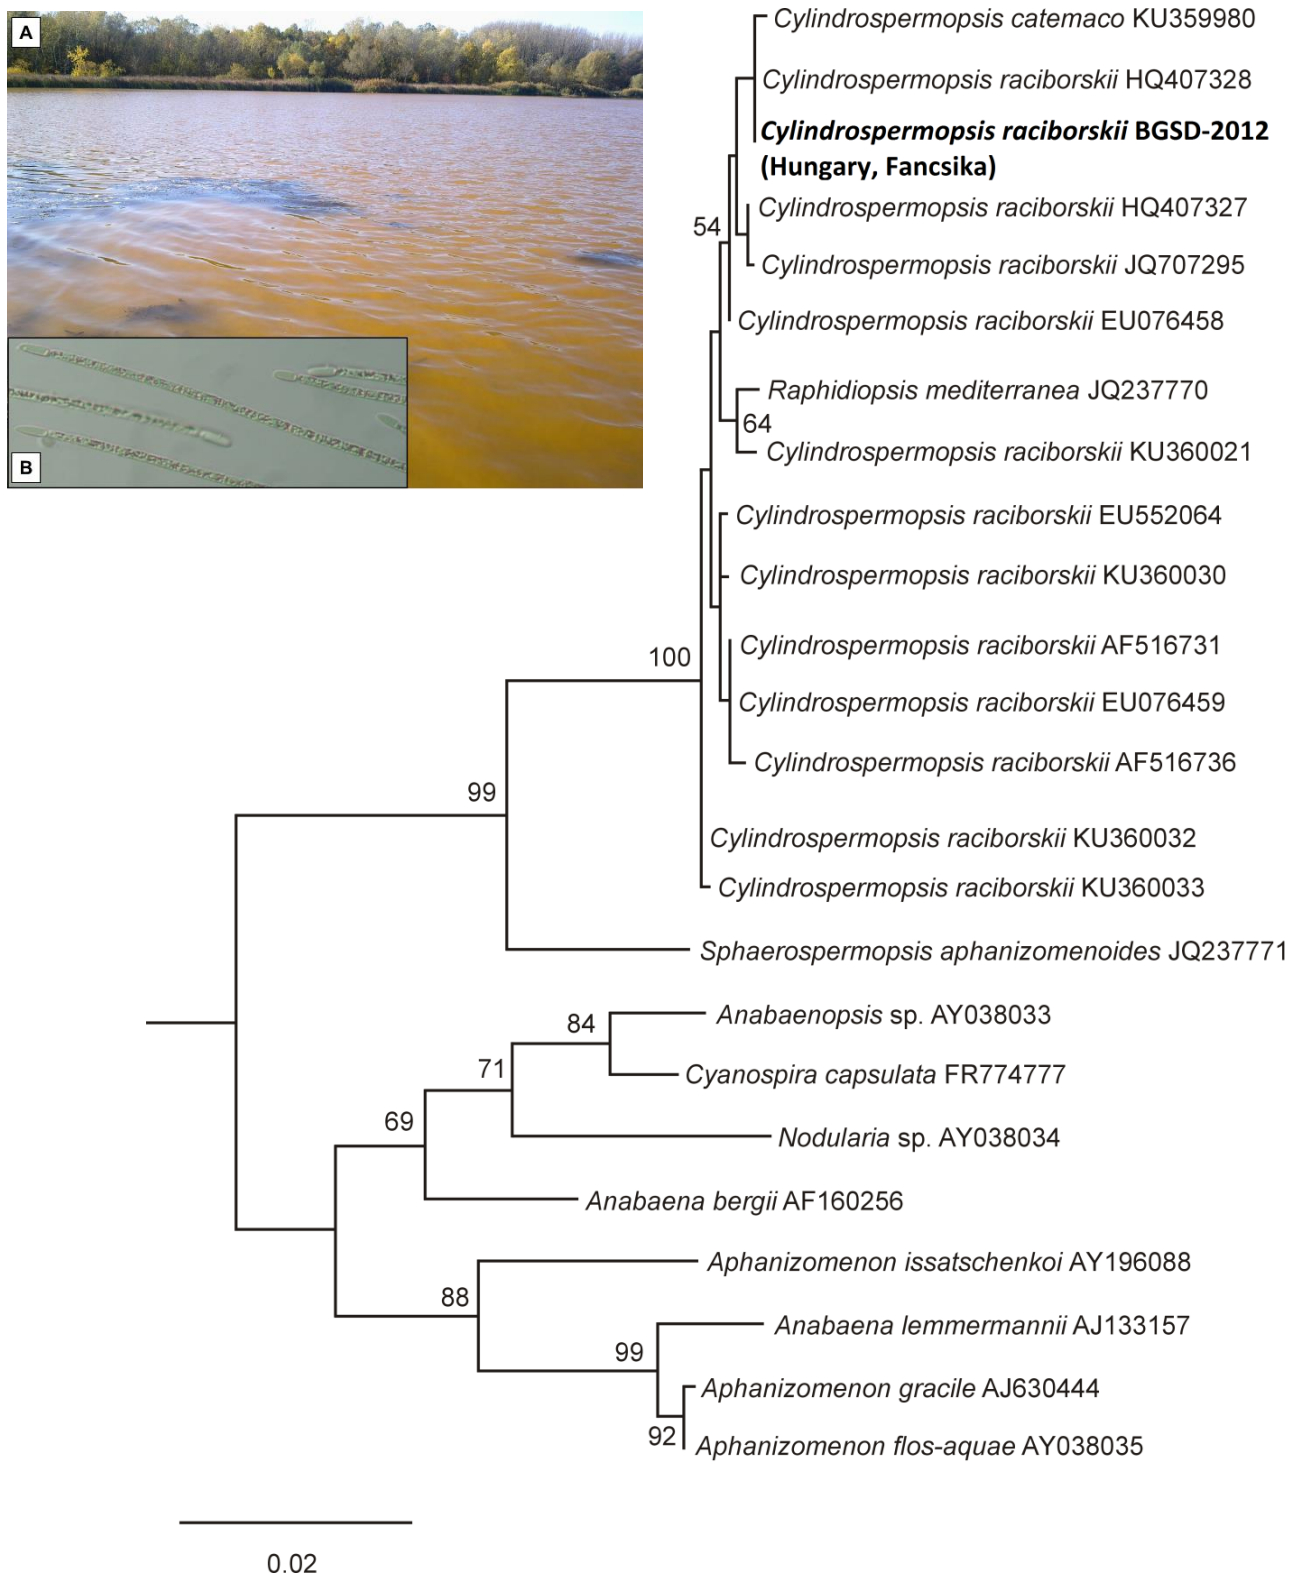 A
B
Cylindrospermopsis catemaco KU359980
Cylindrospermopsis raciborskii HQ407328
Cylindrospermopsis raciborskii BGSD-2012
(Hungary, Fancsika)
Cylindrospermopsis raciborskii HQ407327
54
Cylindrospermopsis raciborskii JQ707295
Cylindrospermopsis raciborskii EU076458
Raphidiopsis mediterranea JQ237770
64
Cylindrospermopsis raciborskii KU360021
Cylindrospermopsis raciborskii EU552064
Cylindrospermopsis raciborskii KU360030
Cylindrospermopsis raciborskii AF516731
100
Cylindrospermopsis raciborskii EU076459
Cylindrospermopsis raciborskii AF516736
99
Cylindrospermopsis raciborskii KU360032
Cylindrospermopsis raciborskii KU360033
Sphaerospermopsis aphanizomenoides JQ237771
Anabaenopsis sp. AY038033
84
71
Cyanospira capsulata FR774777
69
Nodularia sp. AY038034
Anabaena bergii AF160256
Aphanizomenon issatschenkoi AY196088
88
Anabaena lemmermannii AJ133157
99
Aphanizomenon gracile AJ630444
92
Aphanizomenon flos-aquae AY038035
0.02